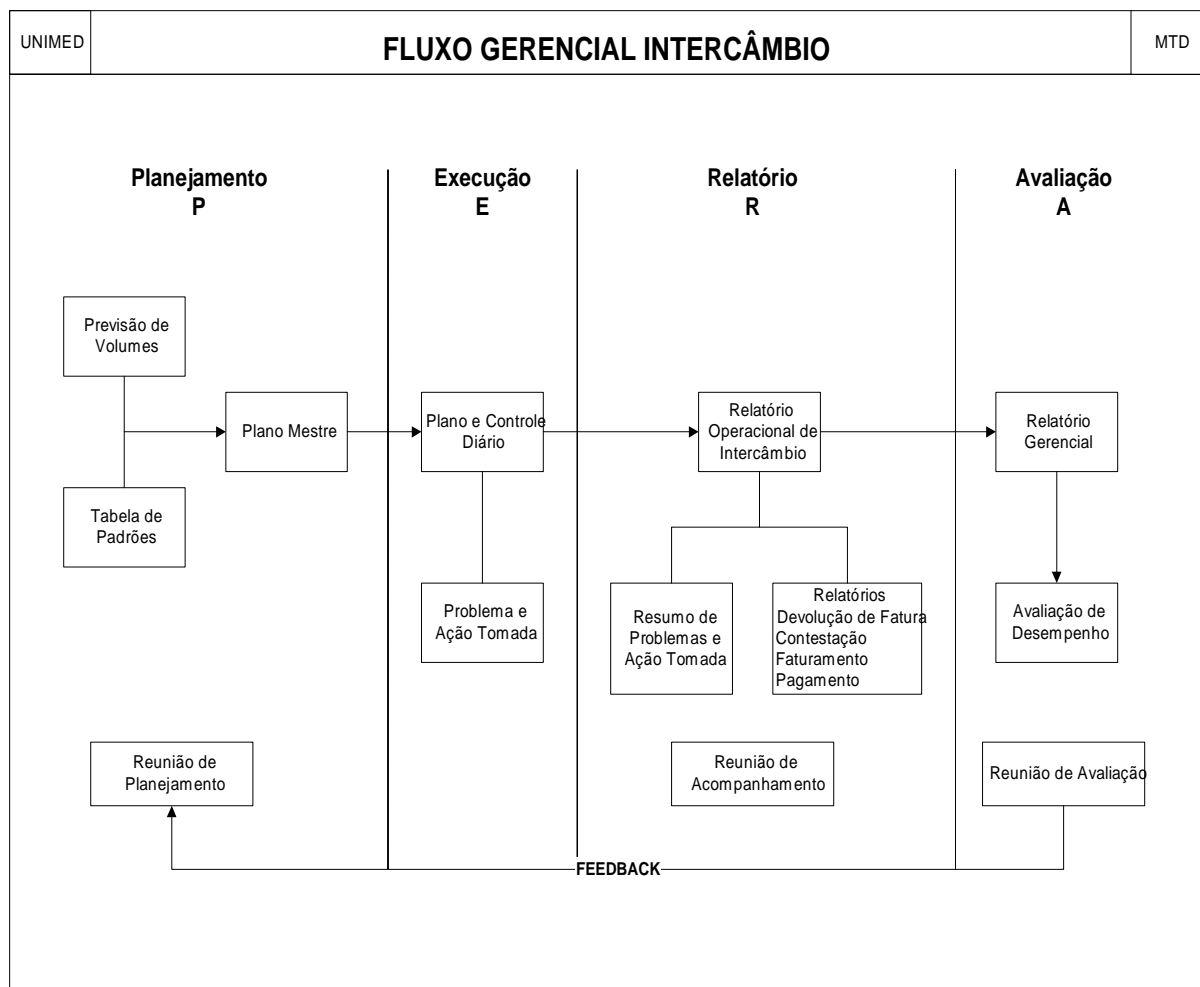 UNIMED
FLUXO GERENCIAL INTERCÂMBIO
MTD
Planejamento
P
Execução
E
Relatório
R
Avaliação
A
Previsão de
Volumes
Tabela de
Padrões
Plano Mestre
Plano e Controle
Diário
Problema e
Ação Tomada
Relatório
Operacional de
Intercâmbio
Resumo de
Problemas e
Ação Tomada
Relatórios
Devolução de Fatura
Contestação
Faturamento
Pagamento
Relatório
Gerencial
Avaliação de
Desempenho
Reunião de
Planejamento
Reunião de
Acompanhamento
Reunião de Avaliação
FEEDBACK